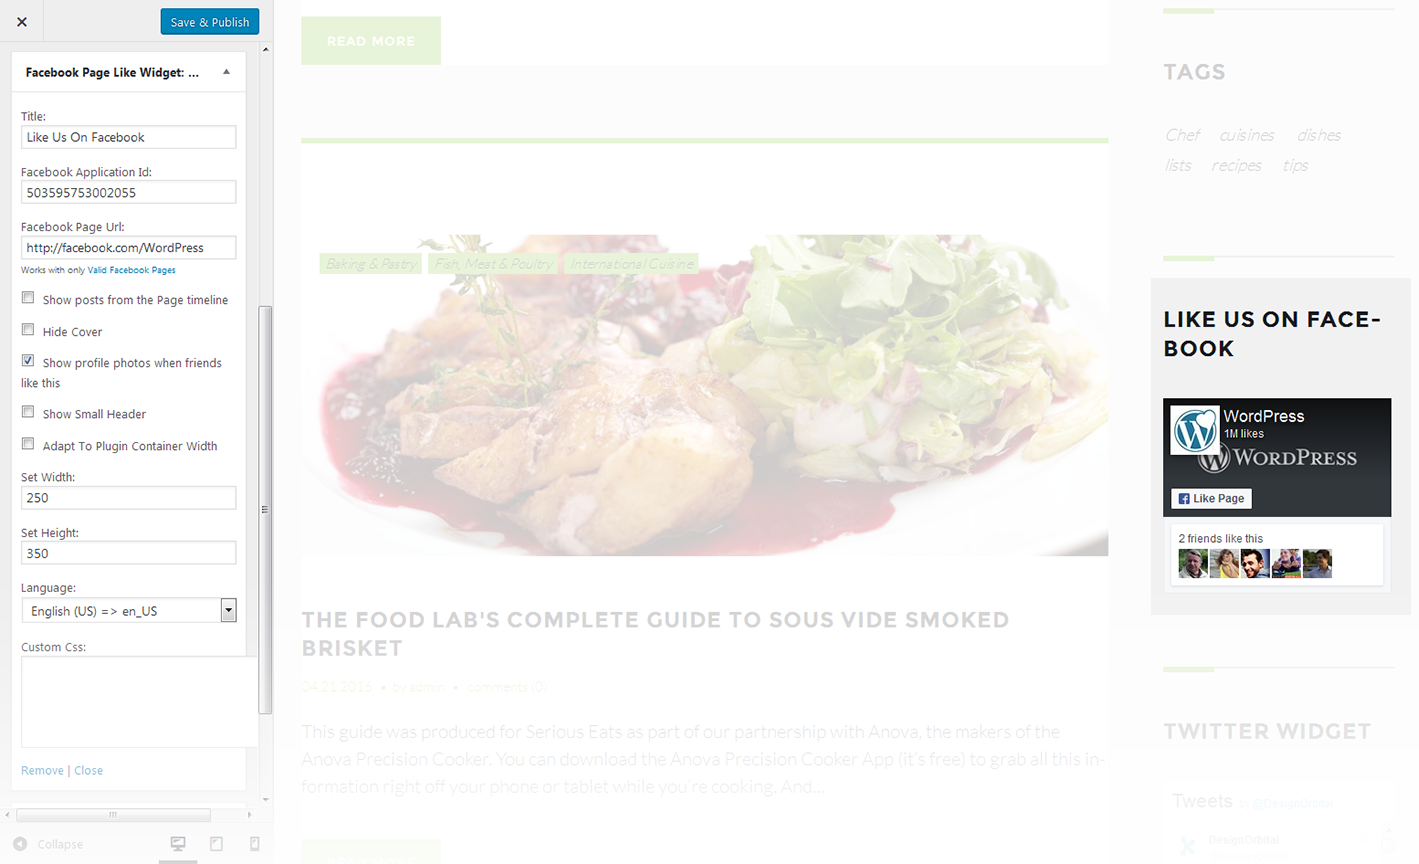 Save & Publish
Facebook Page Like Widget: ...
Title:
Like Us On Facebook
Facebook Application Id:
503595753002055
Facebook Page Url:
http://facebook.com/WordPress
Works with only Valid Facebook Pages
Show posts from the Page timeline
Hide Cover
Show profile photos when friends
like this
Show Small Header
Adapt To Plugin Container Width
Set Width:
250
Set Height:
350
Language:
English (US) => en_US
Custom Css:
Remove | Close
Collapse
READ MORE
Baking & Pastry
Fish, Meat & Poultry
International Cuisine
THE FOOD LAB'S COMPLETE GUIDE TO SOUS VIDE SMOKED
BRISKET
04.21.2016 • by admin • comments (0)
This guide was produced for Serious Eats as part of our partnership with Anova, the makers of the
Anova Precision Cooker. You can download the Anova Precision Cooker App (it's free) to grab all this in-
formation right off your phone or tablet while you're cooking. And...
TAGS
Chef cuisines dishes
lists recipes tips
LIKE US ON FACE-
BOOK
WordPress
1M likes
WORDPRESS
Like Page
2 friends like this
TWITTER WIDGET
Tweets by @DesignOrbital
DesignOrbital